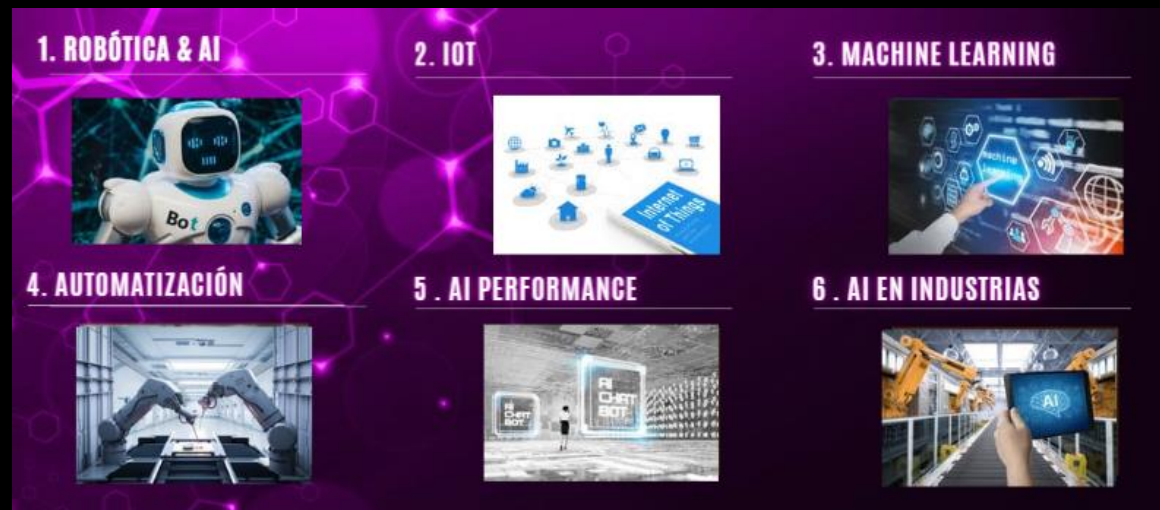 1. ROBÓTICA & AI
2. IOT
3. MACHINE LEARNING
Bot
Internet
of Things
machine
4. AUTOMATIZACIÓN
5 . AI PERFORMANCE
6 . AI EN INDUSTRIAS
AI
CHAT
BOT
AI
CHAT
BOT
AI